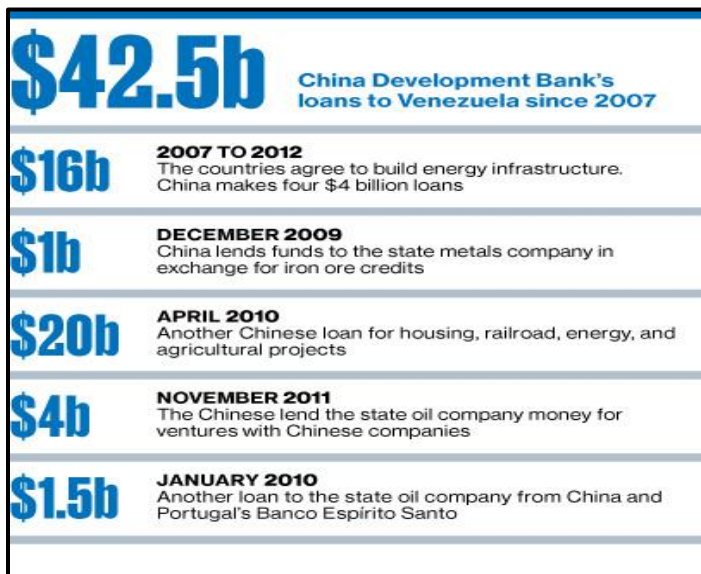 $42.5b
China Development Bank's
loans to Venezuela since 2007
$16b
2007 TO 2012
The countries agree to build energy infrastructure.
China makes four $4 billion loans
$1b
DECEMBER 2009
China lends funds to the state metals company in
exchange for iron ore credits
$20b
APRIL 2010
Another Chinese loan for housing, railroad, energy, and
agricultural projects
$4b
NOVEMBER 2011
The Chinese lend the state oil company money for
ventures with Chinese companies
$1.5b
JANUARY 2010
Another loan to the state oil company from China and
Portugal's Banco Espírito Santo